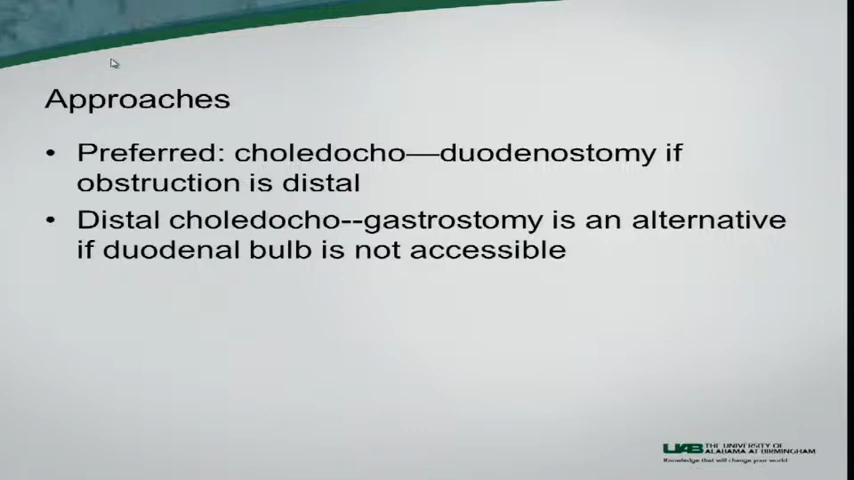 Approaches
• Preferred: choledocho—duodenostomy if
obstruction is distal
• Distal choledocho--gastrostomy is an alternative
if duodenal bulb is not accessible
UAB THE UNIVERSITY OF
ALABAMA AT BIRMINGHAM
Knowledge that will change your world